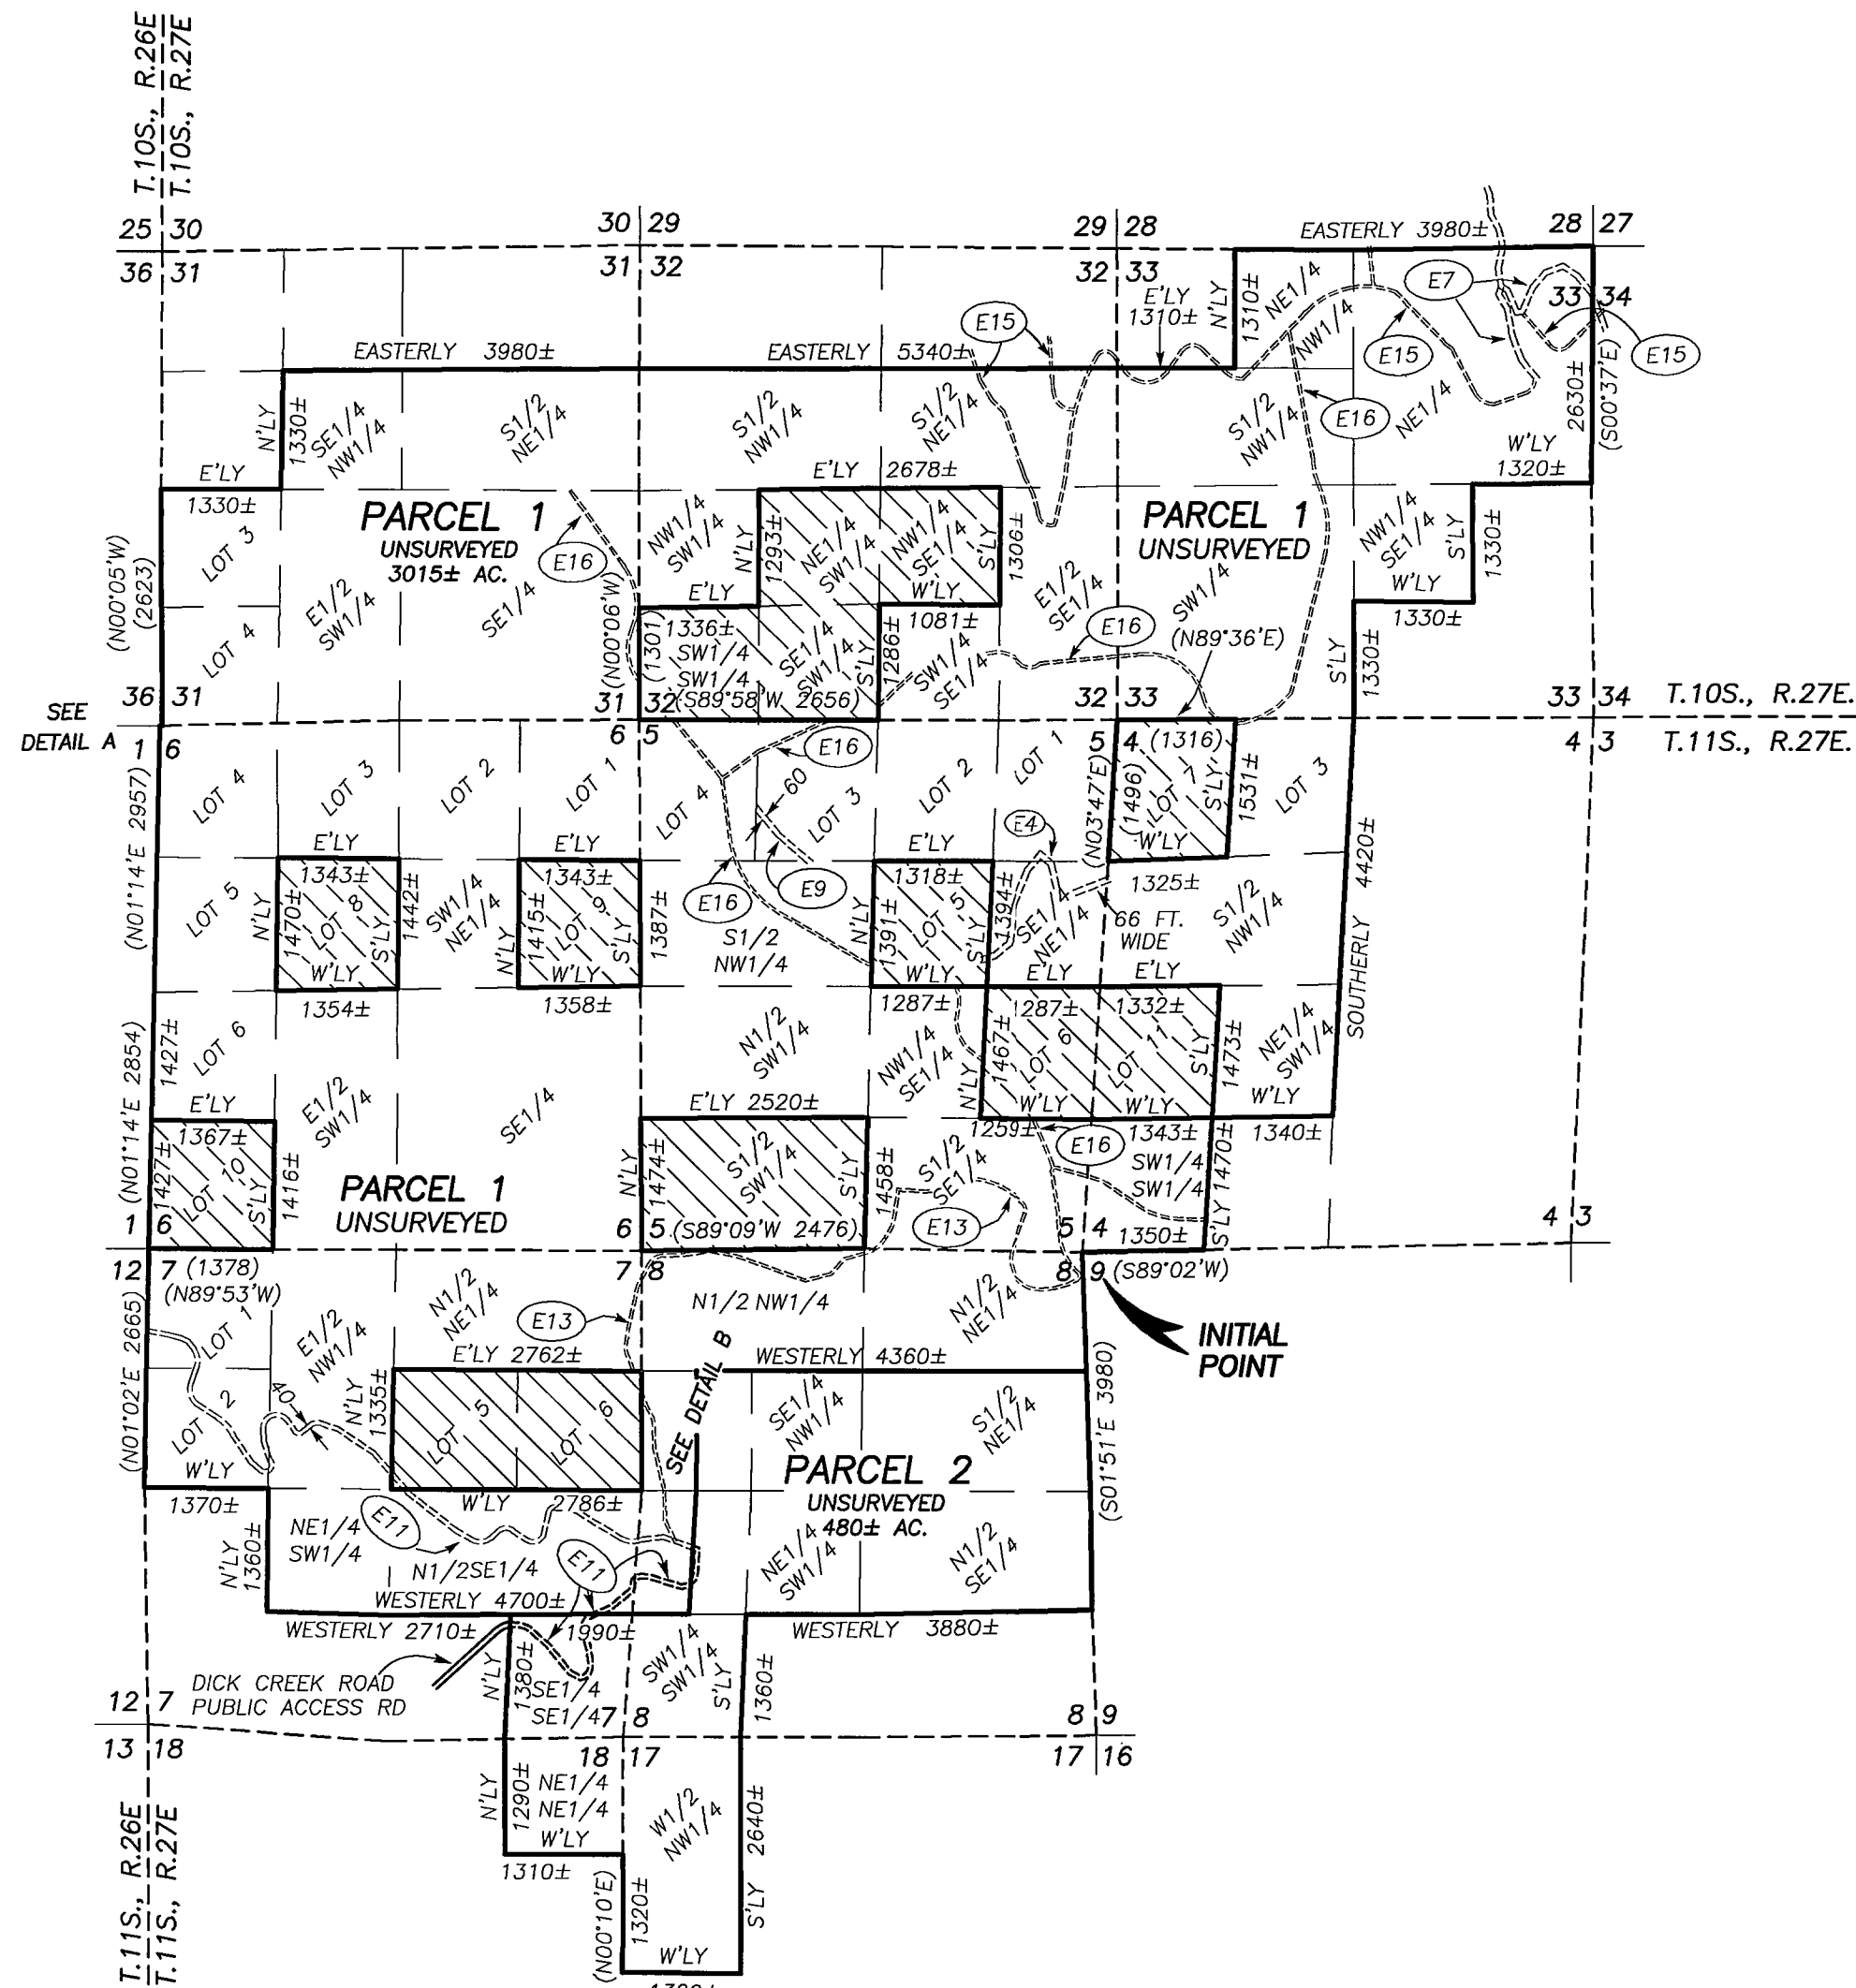 T.10S., R.26E
T.10S., R.27E
25 30
30 29
29 28
28 27
36 31
31 32
32 33
33 34
EASTERLY 3980±
E'LY
1310±
N'LY
1310±
NE1/4
NW1/4
E7
E15
E15
E15
2630±
(S00°37'E)
EASTERLY 3980±
EASTERLY 5340±
N'LY
1330±
SE1/4
NW1/4
S1/2
NE1/4
S1/2
NW1/4
S1/2
NE1/4
S1/2
NW1/4
E16
NE1/4
W'LY
1320±
E'LY
1330±
E'LY 2678±
PARCEL 1
UNSURVEYED
3015± AC.
E16
LOT 3
NW1/4
SW1/4
N'LY
1293±
NE1/4
SW1/4
NW1/4
SE1/4
S'LY
1306±
PARCEL 1
UNSURVEYED
NW1/4
SE1/4
S'LY
1330±
W'LY
1330±
(N00°05'W)
(2623)
E1/2
SW1/4
SE1/4
LOT 4
(N00°06'W)
(1301)
E'LY
1336±
SW1/4
SW1/4
SE1/4
SW1/4
S'LY
1286±
W'LY
1081±
E1/2
SE1/4
SW1/4
E16
(N89°36'E)
SW1/4
SE1/4
S'LY
1330±
(S89°58'W 2656)
36 31
31 32
32 33
33 34
T.10S., R.27E.
SEE
DETAIL A
1 6
6 5
5 4
4 3
T.11S., R.27E.
(N01°14'E 2957)
LOT 4
LOT 3
LOT 2
LOT 1
LOT 4
E16
60
LOT 3
LOT 2
LOT 1
(N03°47'E)
(1496)
(1316)
LOT 7
S'LY
W'LY
1531±
LOT 3
E4
E9
E16
1325±
66 FT.
WIDE
LOT 5
E'LY
N'LY
1343±
1470±
LOT 8
S'LY
W'LY
1442±
1354±
SW1/4
NE1/4
E'LY
N'LY
1343±
1415±
LOT 9
S'LY
W'LY
1387±
1358±
S1/2
NW1/4
E'LY
1318±
N'LY
1391±
LOT 5
S'LY
1394±
W'LY
1287±
SE1/4
NE1/4
S1/2
NW1/4
SOUTHERLY 4420±
E'LY
E'LY
1287±
1332±
LOT 6
LOT 11
N'LY
1467±
S'LY
1473±
W'LY
W'LY
1259±
1343±
NE1/4
SW1/4
W'LY
1340±
(N01°14'E 2854)
1427±
LOT 6
E'LY
1367±
1427±
LOT 10
S'LY
1416±
E1/2
SW1/4
SE1/4
N1/2
SW1/4
NW1/4
SE1/4
E'LY 2520±
N'LY
1474±
S1/2
SW1/4
S'LY
1458±
(S89°09'W 2476)
S1/2
SE1/4
E13
E16
SW1/4
SW1/4
S'LY 1470±
1350±
(S89°02'W)
PARCEL 1
UNSURVEYED
1 6
6 5
5 4
4 3
12 7
7 8
8 9
(1378)
(N89°53'W)
(N01°02'E 2665)
LOT 1
E1/2
NW1/4
N1/2
NE1/4
E13
N1/2 NW1/4
N1/2
NE1/4
INITIAL
POINT
E'LY 2762±
WESTERLY 4360±
SEE DETAIL B
LOT 2
40
N'LY
1335±
LOT 5
LOT 6
W'LY 2786±
W'LY
1370±
SE1/4
NW1/4
S1/2
NE1/4
(S01°51'E 3980)
PARCEL 2
UNSURVEYED
480± AC.
N'LY
1360±
NE1/4
SW1/4
E11
N1/2SE1/4
E11
NE1/4
SW1/4
N1/2
SE1/4
WESTERLY 4700±
WESTERLY 2710±
1990±
WESTERLY 3880±
DICK CREEK ROAD
PUBLIC ACCESS RD
N'LY
1380±
SE1/4
SE1/4
SW1/4
SW1/4
S'LY
1360±
12 7
7 8
8 9
13 18
18 17
17 16
N'LY
1290±
NE1/4
NE1/4
W'LY
1310±
W1/2
NW1/4
S'LY 2640±
(N00°10'E)
1320±
W'LY
T.11S., R.26E
T.11S., R.27E